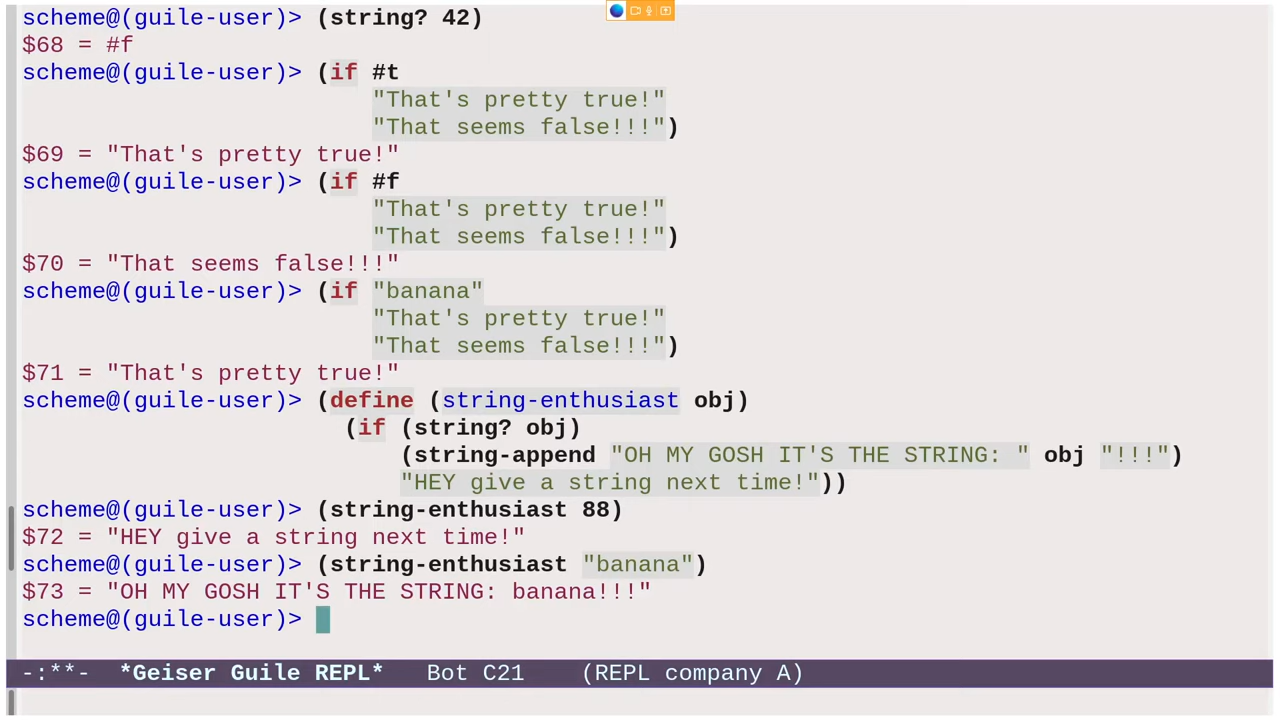 scheme@(guile-user)> (string? 42)
$68 = #f
scheme@(guile-user)> (if #t
                         "That's pretty true!"
                         "That seems false!!!")
$69 = "That's pretty true!"
scheme@(guile-user)> (if #f
                         "That's pretty true!"
                         "That seems false!!!")
$70 = "That seems false!!!"
scheme@(guile-user)> (if "banana"
                         "That's pretty true!"
                         "That seems false!!!")
$71 = "That's pretty true!"
scheme@(guile-user)> (define (string-enthusiast obj)
                       (if (string? obj)
                           (string-append "OH MY GOSH IT'S THE STRING: " obj "!!!")
                           "HEY give a string next time!"))
scheme@(guile-user)> (string-enthusiast 88)
$72 = "HEY give a string next time!"
scheme@(guile-user)> (string-enthusiast "banana")
$73 = "OH MY GOSH IT'S THE STRING: banana!!!"
scheme@(guile-user)>
-:**-  *Geiser Guile REPL*   Bot C21    (REPL company A)